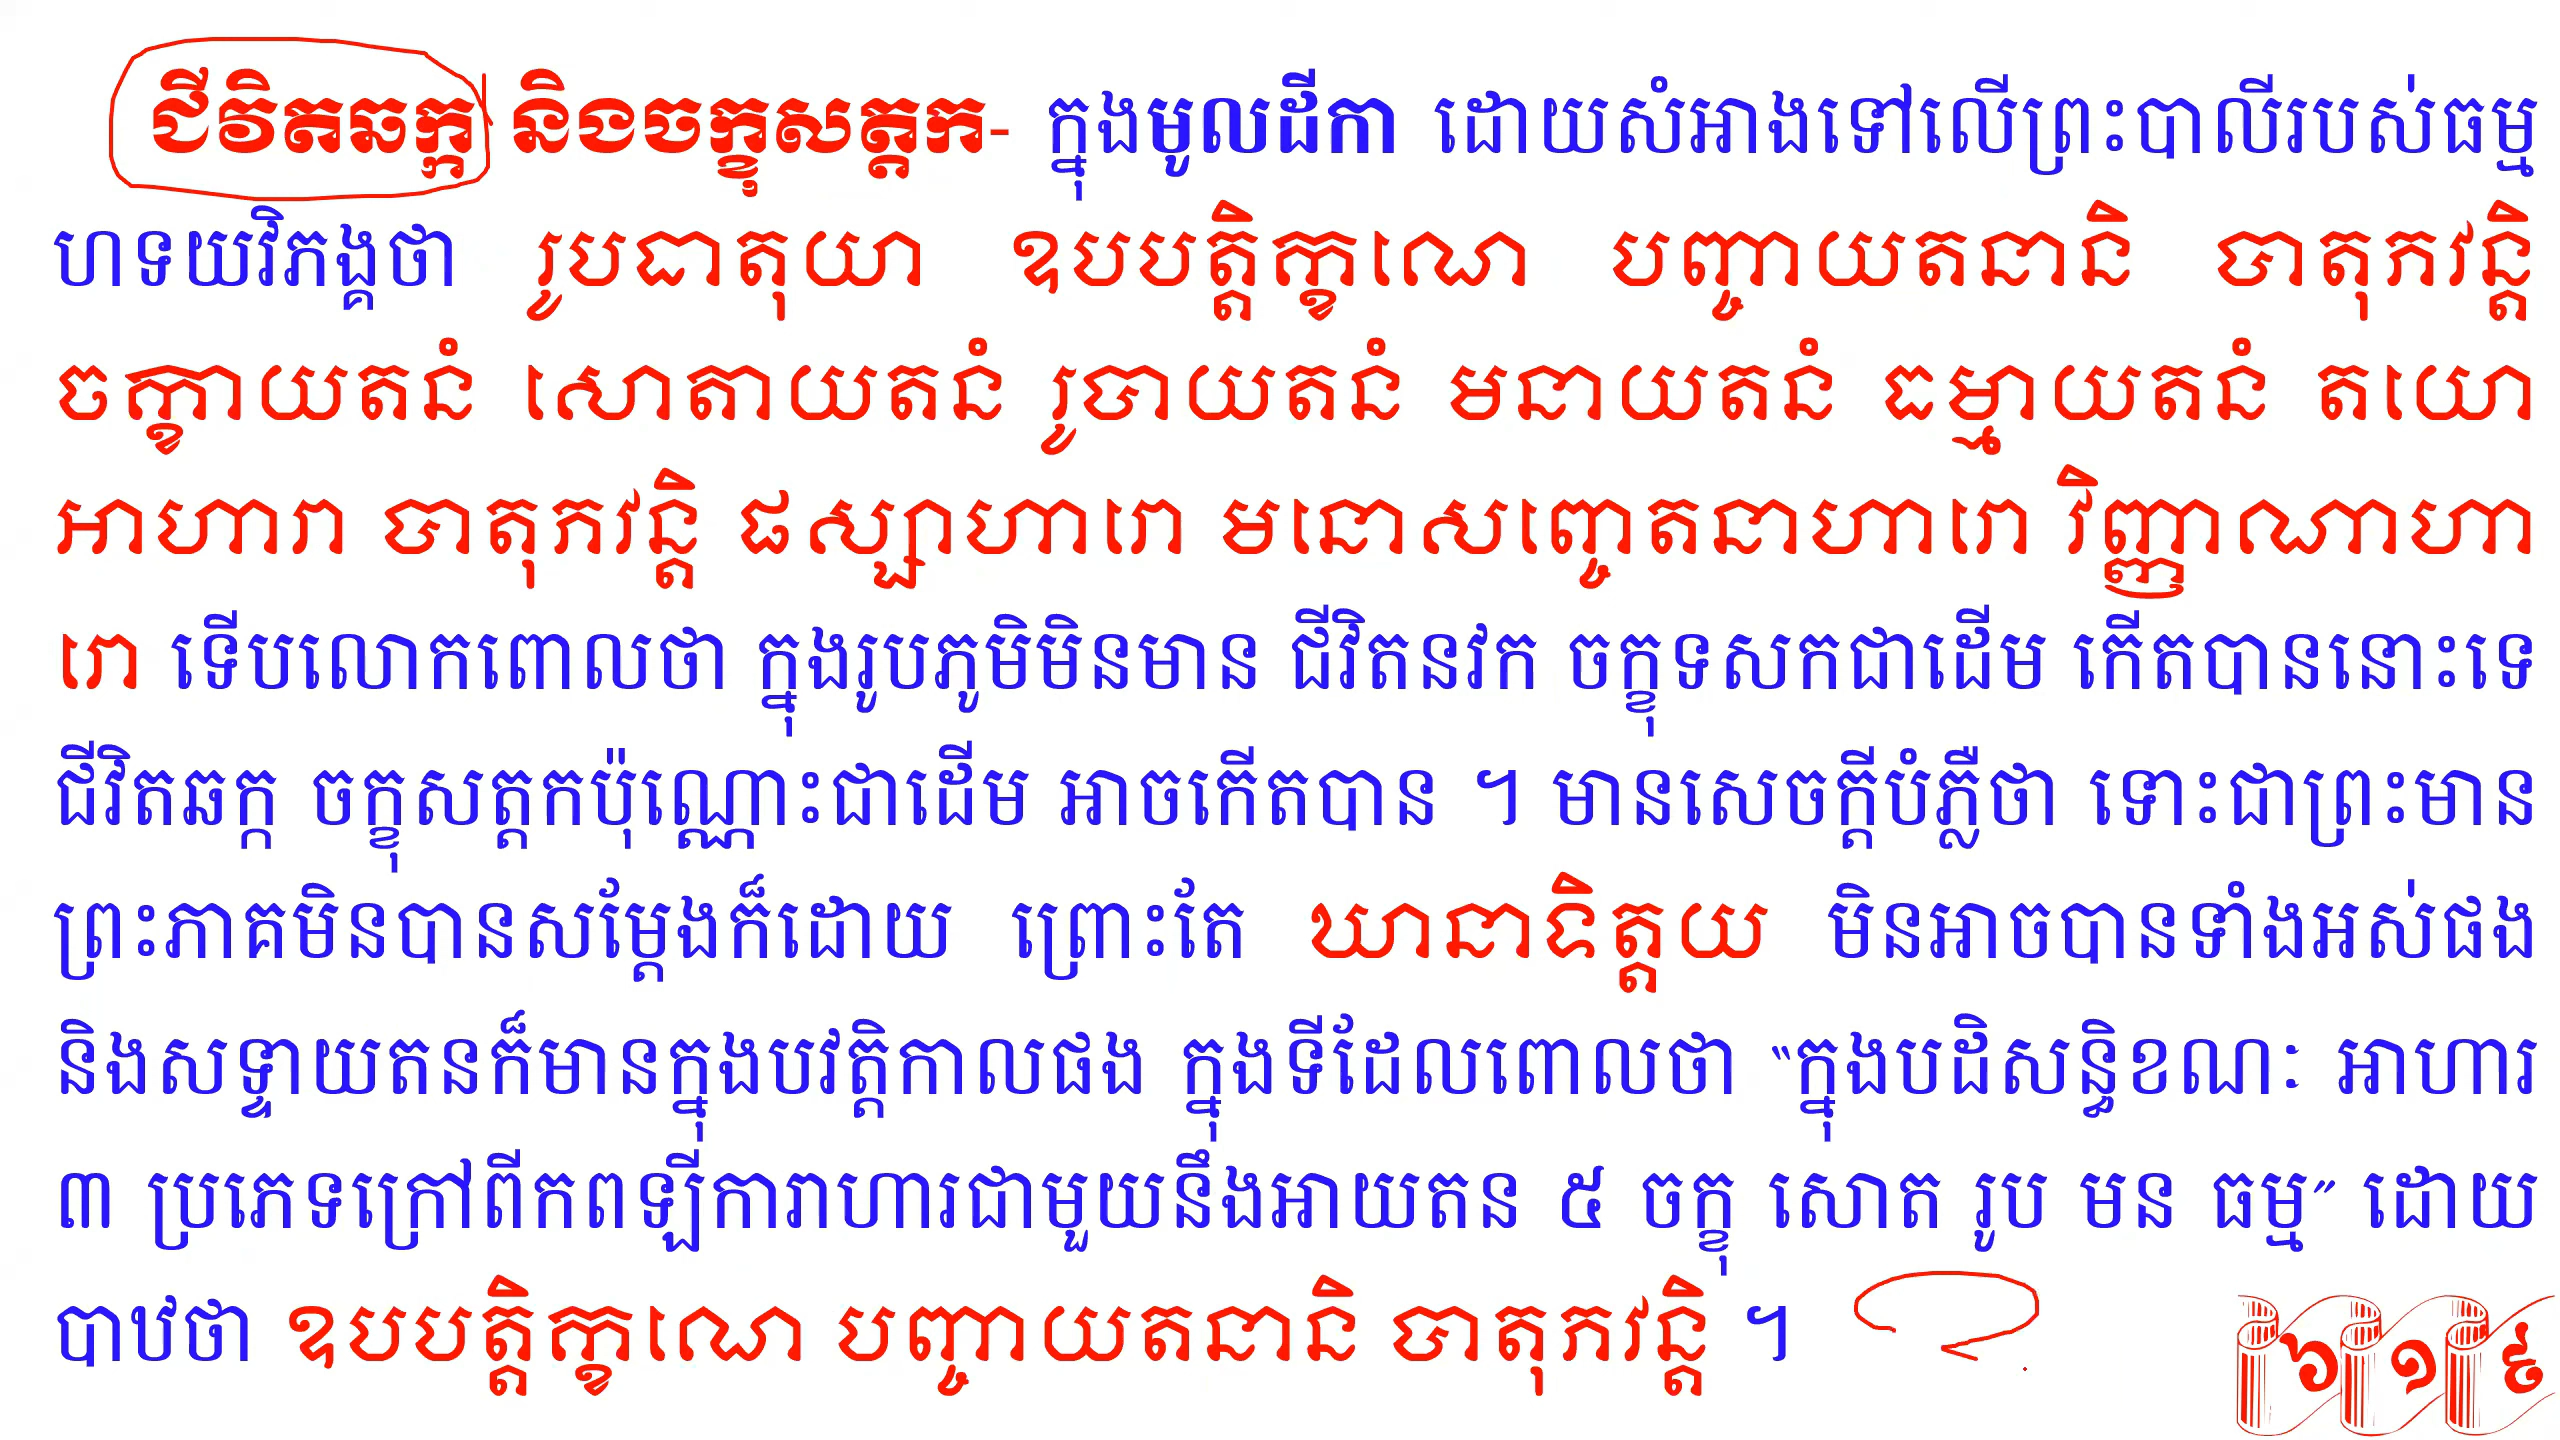 ជីវិតឆក្ក និងចក្ខុសត្តក- ក្នុងមូលដីកា ដោយសំអាងទៅលើព្រះបាលីរបស់ធម្ម
ហទយវិភង្គថា រូបធាតុយា ឧបបត្តិក្ខណេ បញ្ចាយតនានិ បាតុភវន្តិ
ចក្ខាយតនំ សោតាយតនំ រូបាយតនំ មនាយតនំ ធម្មាយតនំ តយោ
អាហារា បាតុភវន្តិ ផស្សាហារោ មនោសញ្ចេតនាហារោ វិញ្ញាណាហា
រោ ទើបលោកពោលថា ក្នុងរូបភូមិមិនមាន ជីវិតនវក ចក្ខុទសកជាដើម កើតបាននោះទេ
ជីវិតឆក្ក ចក្ខុសត្តកប៉ុណ្ណោះជាដើម អាចកើតបាន ។ មានសេចក្តីបំភ្លឺថា ទោះជាព្រះមាន
ព្រះភាគមិនបានសម្តែងក៏ដោយ ព្រោះតែ ឃានាទិត្តយ មិនអាចបានទាំងអស់ផង
និងសទ្ទាយតនក៏មានក្នុងបវត្តិកាលផង ក្នុងទីដែលពោលថា “ក្នុងបដិសន្ធិខណៈ អាហារ
៣ ប្រភេទក្រៅពីកពឡីការាហារជាមួយនឹងអាយតន ៥ ចក្ខុ សោត រូប មន ធម្ម” ដោយ
បាឋថា ឧបបត្តិក្ខណេ បញ្ចាយតនានិ បាតុភវន្តិ ។
៦១៩